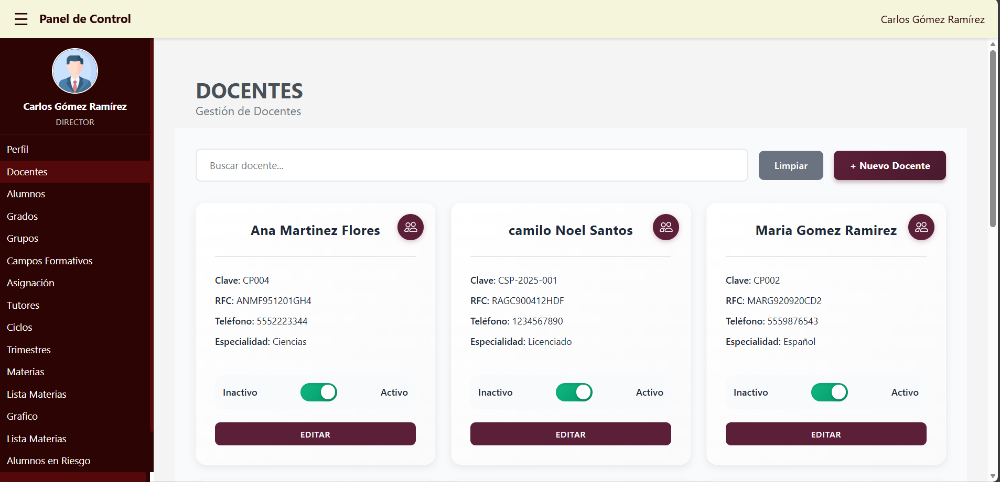 ☰ Panel de Control
Carlos Gómez Ramírez
Carlos Gómez Ramírez
DIRECTOR
Perfil
Docentes
Alumnos
Grados
Grupos
Campos Formativos
Asignación
Tutores
Ciclos
Trimestres
Materias
Lista Materias
Grafico
Lista Materias
Alumnos en Riesgo
DOCENTES
Gestión de Docentes
Buscar docente...
Limpiar
+ Nuevo Docente
Ana Martinez Flores
Clave: CP004
RFC: ANMF951201GH4
Teléfono: 5552223344
Especialidad: Ciencias
Inactivo Activo
EDITAR
camilo Noel Santos
Clave: CSP-2025-001
RFC: RAGC900412HDF
Teléfono: 1234567890
Especialidad: Licenciado
Inactivo Activo
EDITAR
Maria Gomez Ramirez
Clave: CP002
RFC: MARG920920CD2
Teléfono: 5559876543
Especialidad: Español
Inactivo Activo
EDITAR